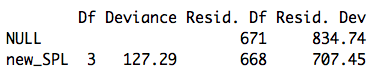 Df Deviance Resid. Df Resid. Dev
NULL 671 834.74
new_SPL 3 127.29 668 707.45